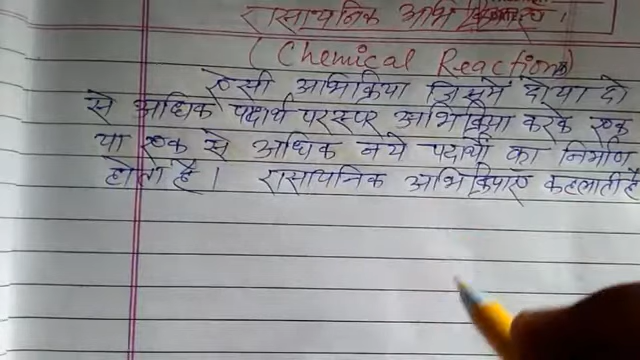 रासायनिक अभिक्रियाएँ ।
(Chemical Reactions)
ऐसी अभिक्रिया जिसमें दो या दो
से अधिक पदार्थ परस्पर अभिक्रिया करके एक
या एक से अधिक नये पदार्थो का निर्माण
होता है। रासायनिक अभिक्रियाएँ कहलाती है